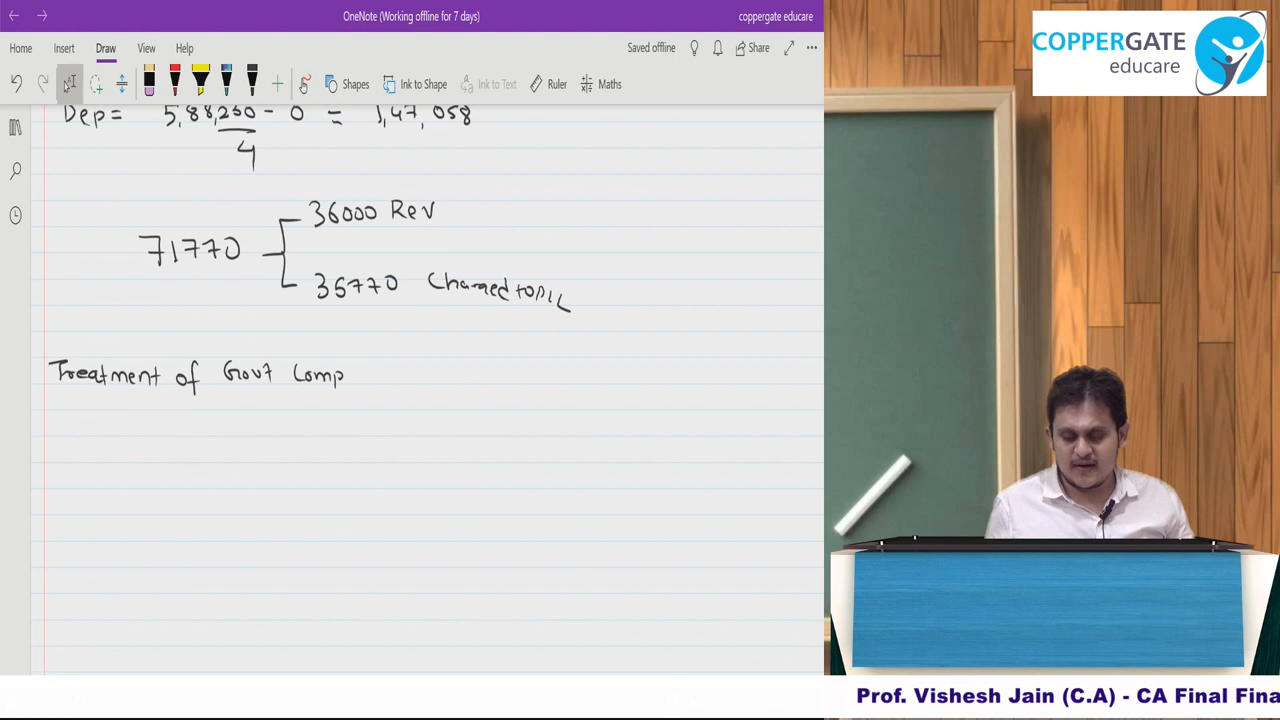 OneNote (Working offline for 7 days)
coppergate educare
Home Insert Draw View Help
Saved offline Share
Shapes Ink to Shape Ink to Text Ruler Maths
Dep = 5,88,230 - 0 = 1,47,058
4
36000 Rev
71770
35770 Charged to P/L
Treatment of Govt Comp
COPPERGATE
educare
Prof. Vishesh Jain (C.A) - CA Final Fina